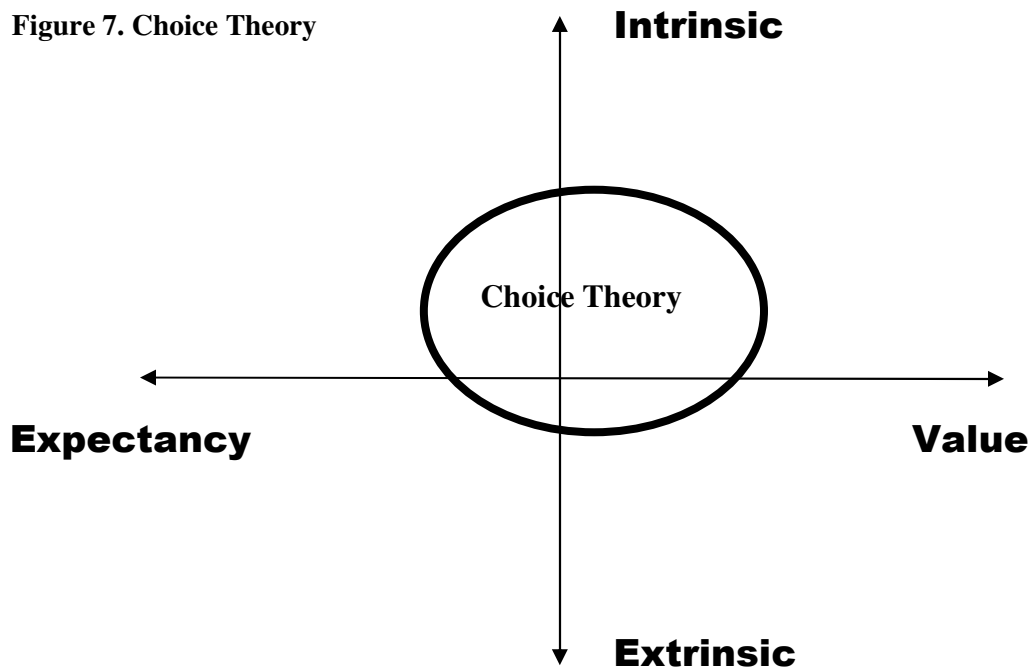 Figure 7. Choice Theory
Intrinsic
Choice Theory
Expectancy
Value
Extrinsic